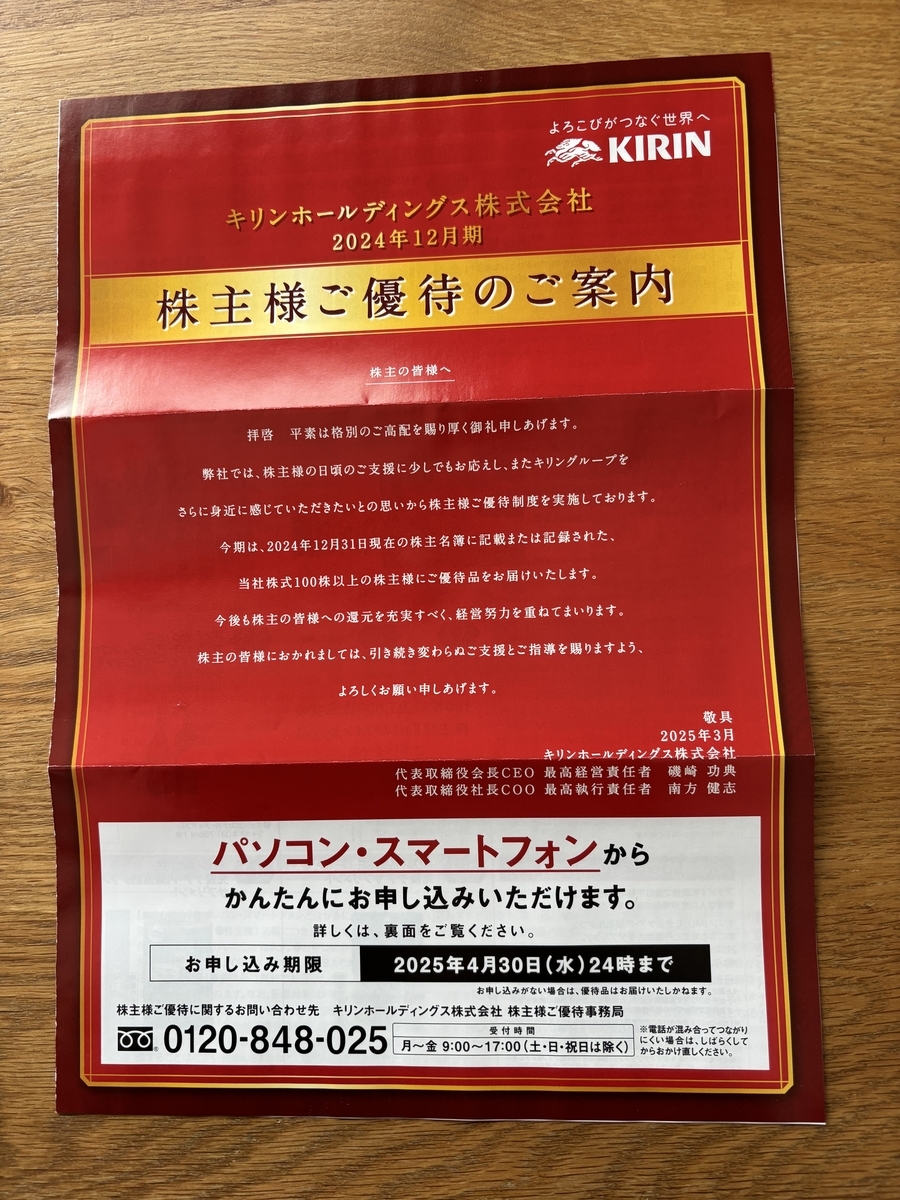 よろこびがつなぐ世界へ
KIRIN
キリンホールディングス株式会社
2024年12月期
株主様ご優待のご案内
株主の皆様へ
拝啓　平素は格別のご高配を賜り厚く御礼申しあげます。
弊社では、株主様の日頃のご支援に少しでもお応えし、またキリングループを
さらに身近に感じていただきたいとの思いから株主様ご優待制度を実施しております。
今期は、2024年12月31日現在の株主名簿に記載または記録された、
当社株式100株以上の株主様にご優待品をお届けいたします。
今後も株主の皆様への還元を充実すべく、経営努力を重ねてまいります。
株主の皆様におかれましては、引き続き変わらぬご支援とご指導を賜りますよう、
よろしくお願い申しあげます。
敬具
2025年3月
キリンホールディングス株式会社
代表取締役会長CEO 最高経営責任者　磯崎 功典
代表取締役社長COO 最高執行責任者　南方 健志
パソコン・スマートフォンから
かんたんにお申し込みいただけます。
詳しくは、裏面をご覧ください。
お申し込み期限　2025年4月30日（水）24時まで
お申し込みがない場合は、優待品はお届けいたしかねます。
株主様ご優待に関するお問い合わせ先　キリンホールディングス株式会社 株主様ご優待事務局
0120-848-025
受付時間
月〜金 9:00〜17:00（土・日・祝日は除く）
※電話が混み合ってつながり
にくい場合は、しばらくして
からおかけ直しください。